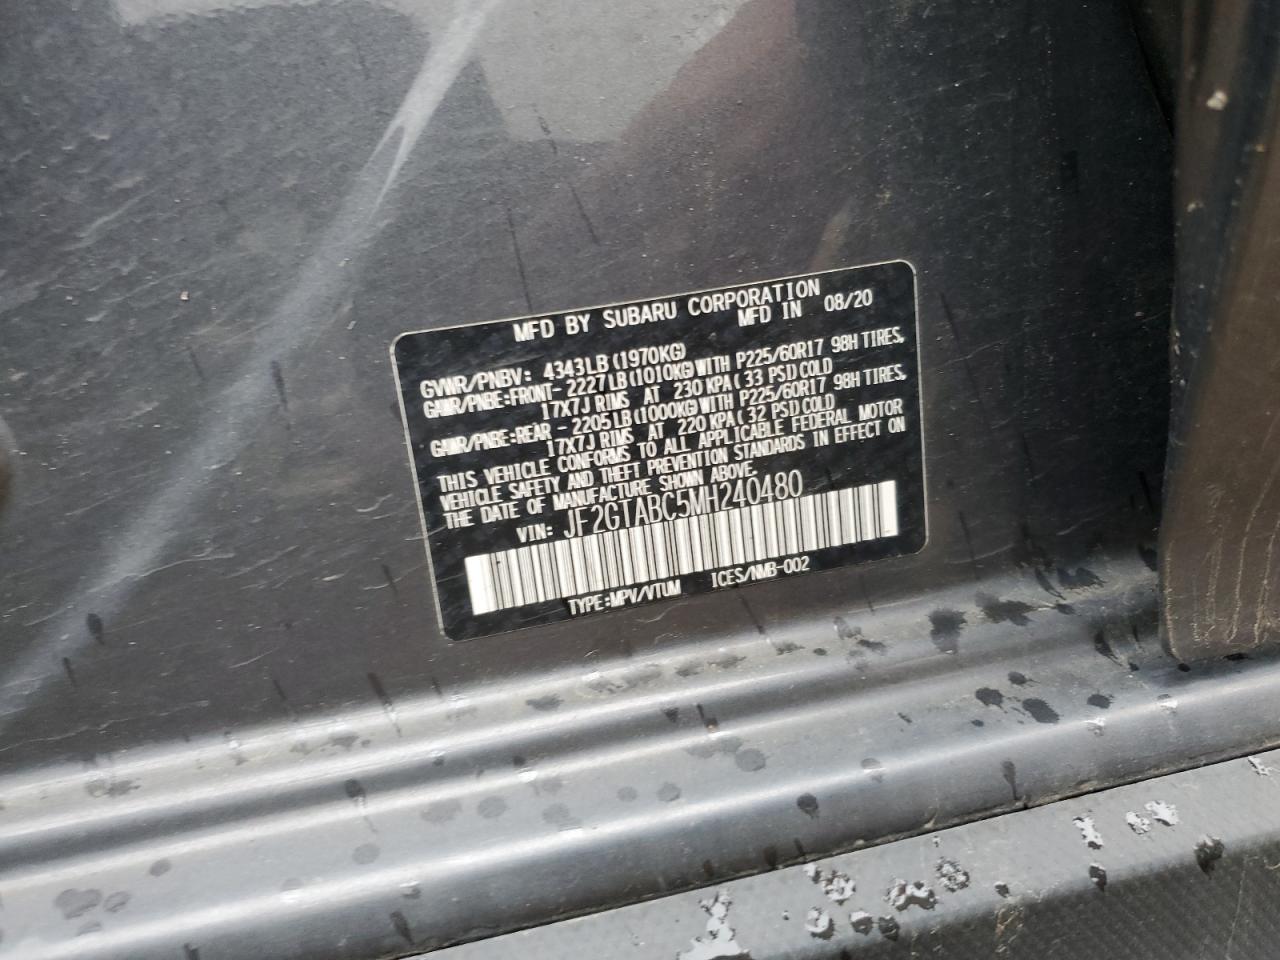 MFD BY SUBARU CORPORATION
MFD IN 08/20
GVWR/PNBV: 4343LB(1970KG)
GAWR/PNBE:FRONT-2227LB(1010KG)WITH P225/60R17 98H TIRES,
17X7J RIMS AT 230 KPA(33 PSI)COLD
GAWR/PNBE:REAR -2205LB(1000KG)WITH P225/60R17 98H TIRES,
17X7J RIMS AT 220 KPA(32 PSI)COLD
THIS VEHICLE CONFORMS TO ALL APPLICABLE FEDERAL MOTOR
VEHICLE SAFETY AND THEFT PREVENTION STANDARDS IN EFFECT ON
THE DATE OF MANUFACTURE SHOWN ABOVE.
VIN: JF2GTABC5MH240480
TYPE:MPV/VTUM ICES/NMB-002